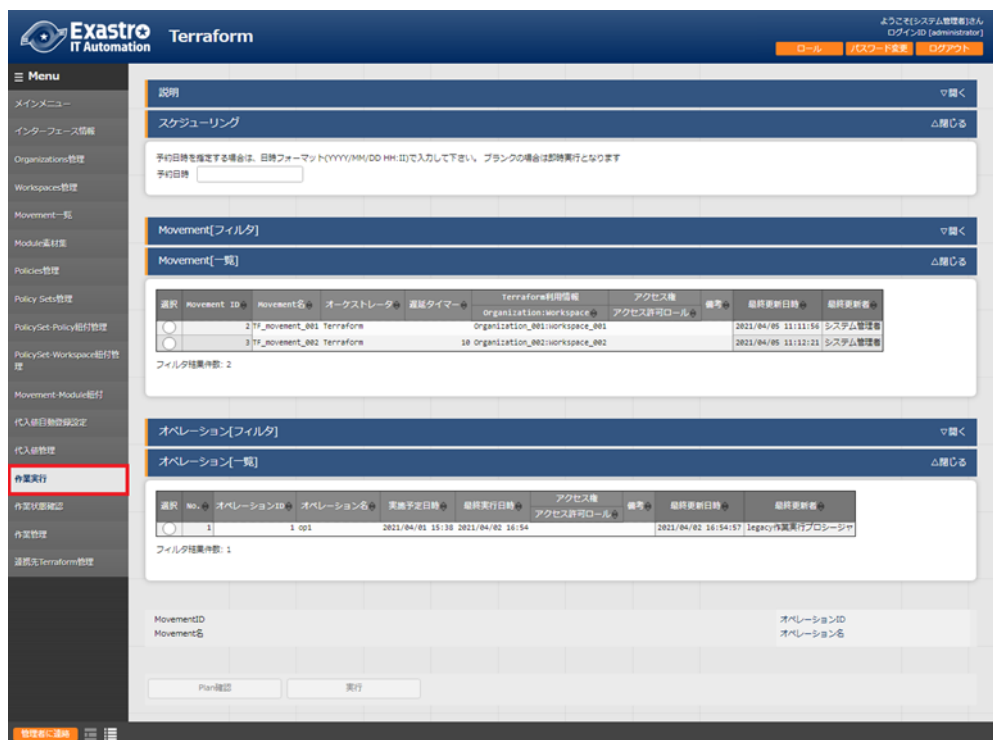 Exastro
IT Automation
Terraform
ようこそ[システム管理者]さん
ログインID [administrator]
ロール パスワード変更 ログアウト
Menu
メインメニュー
インターフェース情報
Organizations管理
Workspaces管理
Movement一覧
Module素材集
Policies管理
Policy Sets管理
PolicySet-Policy紐付管理
PolicySet-Workspace紐付管
理
Movement-Module紐付
代入値自動登録設定
代入値管理
作業実行
作業状態確認
作業管理
連携先Terraform管理
説明 ▽開く
スケジューリング △閉じる
予約日時を指定する場合は、日時フォーマット(YYYY/MM/DD HH:II)で入力して下さい。 ブランクの場合は即時実行となります
予約日時
Movement[フィルタ] ▽開く
Movement[一覧] △閉じる
選択 Movement ID Movement名 オーケストレータ 遅延タイマー Terraform利用情報 アクセス権 備考 最終更新日時 最終更新者
Organization:Workspace アクセス許可ロール
2 TF_movement_001 Terraform Organization_001:Workspace_001 2021/04/05 11:11:56 システム管理者
3 TF_movement_002 Terraform 10 Organization_002:Workspace_002 2021/04/05 11:12:21 システム管理者
フィルタ結果件数: 2
オペレーション[フィルタ] ▽開く
オペレーション[一覧] △閉じる
選択 No. オペレーションID オペレーション名 実施予定日時 最終実行日時 アクセス権 備考 最終更新日時 最終更新者
アクセス許可ロール
1 1 op1 2021/04/01 15:38 2021/04/02 16:54 2021/04/02 16:54:57 legacy作業実行プロシージャ
フィルタ結果件数: 1
MovementID オペレーションID
Movement名 オペレーション名
Plan確認 実行
管理者に連絡